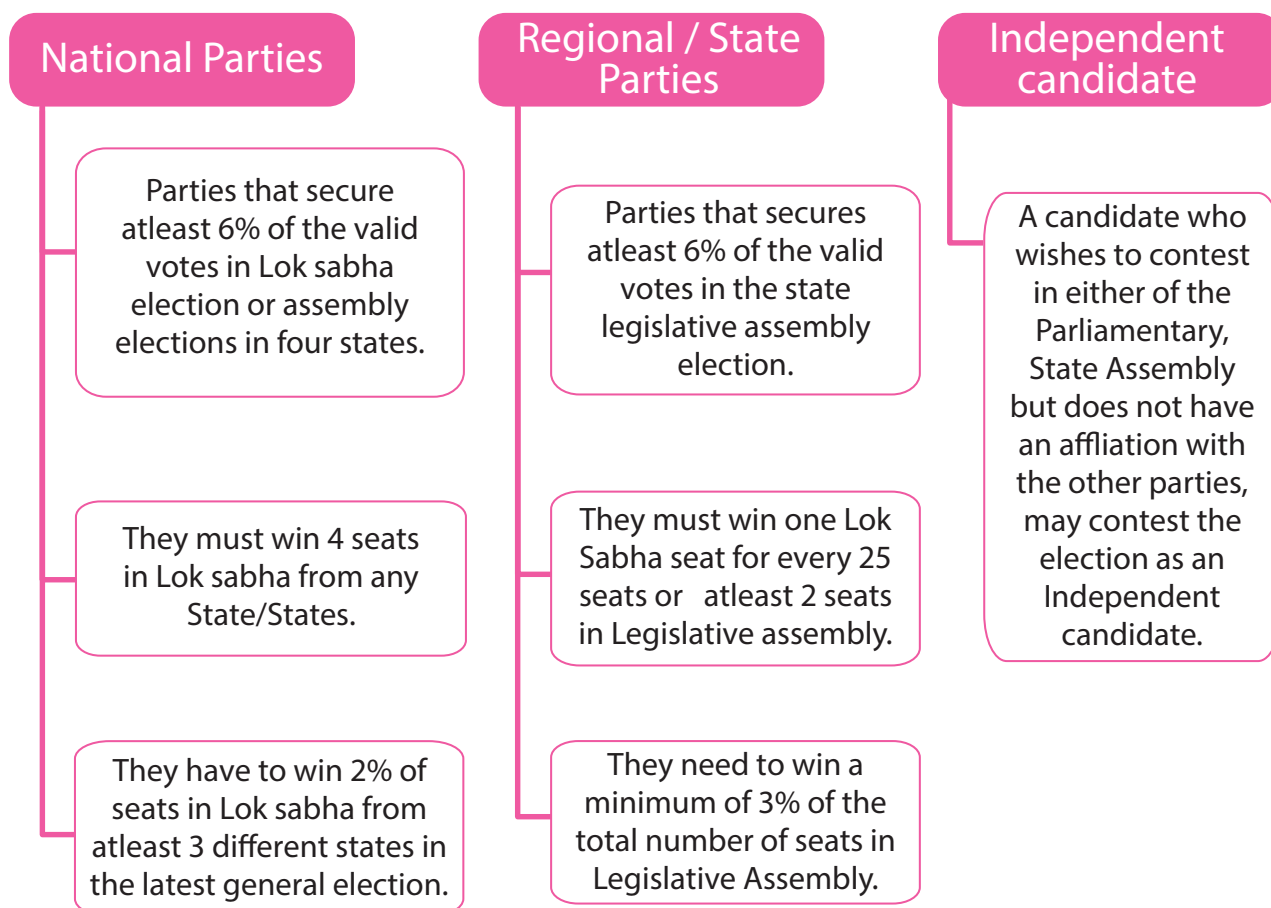 National Parties
Parties that secure
atleast 6% of the valid
votes in Lok sabha
election or assembly
elections in four states.
They must win 4 seats
in Lok sabha from any
State/States.
They have to win 2% of
seats in Lok sabha from
atleast 3 different states in
the latest general election.
Regional / State
Parties
Parties that secures
atleast 6% of the valid
votes in the state
legislative assembly
election.
They must win one Lok
Sabha seat for every 25
seats or atleast 2 seats
in Legislative assembly.
They need to win a
minimum of 3% of the
total number of seats in
Legislative Assembly.
Independent
candidate
A candidate who
wishes to contest
in either of the
Parliamentary,
State Assembly
but does not have
an affliation with
the other parties,
may contest the
election as an
Independent
candidate.